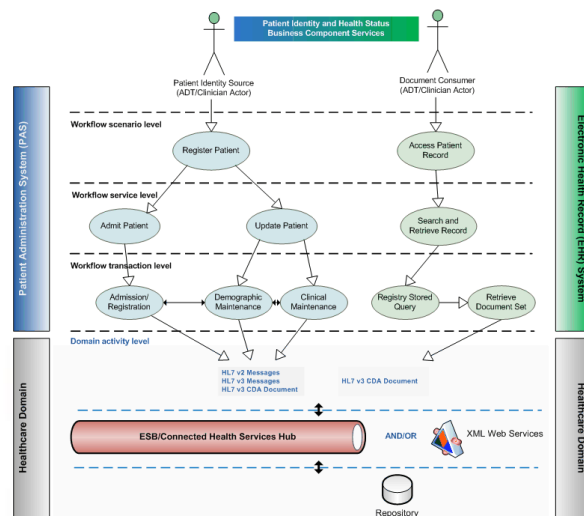 Patient Identity and Health Status
Business Component Services
Patient Identity Source
(ADT/Clinician Actor)
Document Consumer
(ADT/Clinician Actor)
Patient Administration System (PAS)
Electronic Health Record (EHR) System
Workflow scenario level
Register Patient
Access Patient
Record
Workflow service level
Admit Patient
Update Patient
Search and
Retrieve Record
Workflow transaction level
Admission/
Registration
Demographic
Maintenance
Clinical
Maintenance
Registry Stored
Query
Retrieve
Document Set
Domain activity level
Healthcare Domain
Healthcare Domain
HL7 v2 Messages
HL7 v3 Messages
HL7 v3 CDA Document
HL7 v3 CDA Document
ESB/Connected Health Services Hub
AND/OR
XML Web Services
Repository